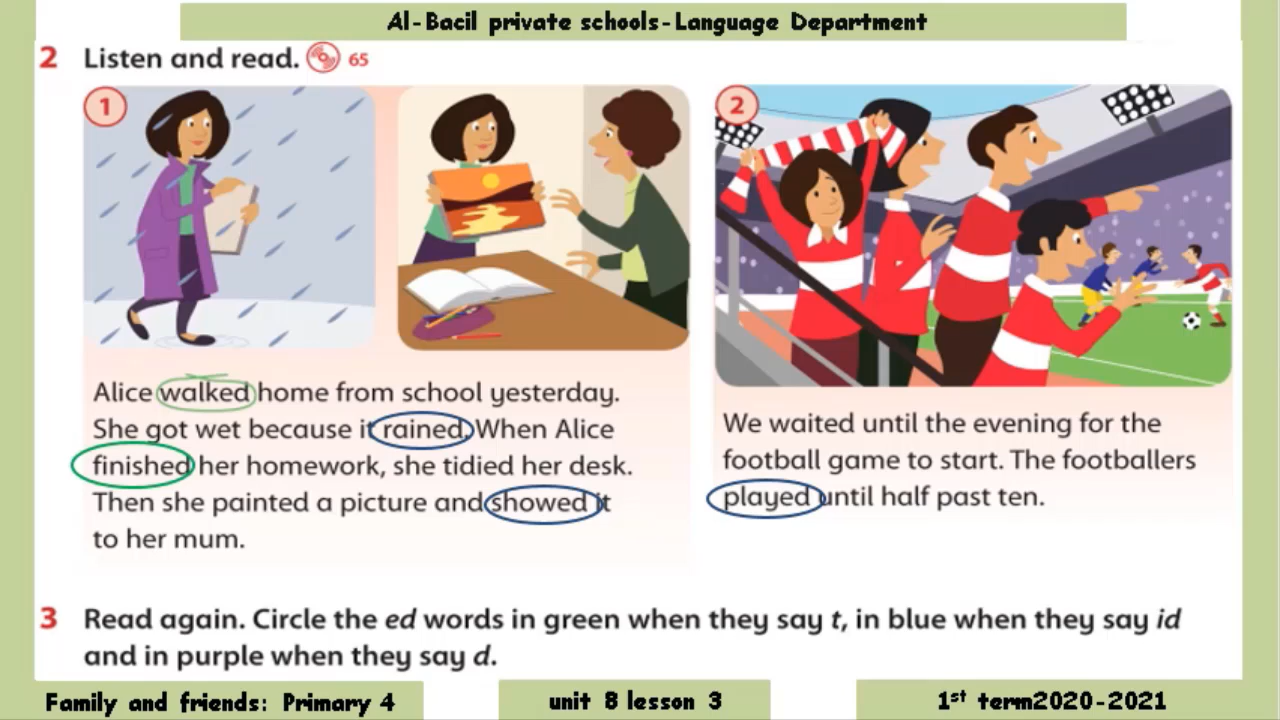 Al-Bacil private schools-Language Department
2 Listen and read. 65
1
Alice walked home from school yesterday.
She got wet because it rained. When Alice
finished her homework, she tidied her desk.
Then she painted a picture and showed it
to her mum.
2
We waited until the evening for the
football game to start. The footballers
played until half past ten.
3 Read again. Circle the ed words in green when they say t, in blue when they say id
and in purple when they say d.
Family and friends: Primary 4
unit 8 lesson 3
1st term2020-2021